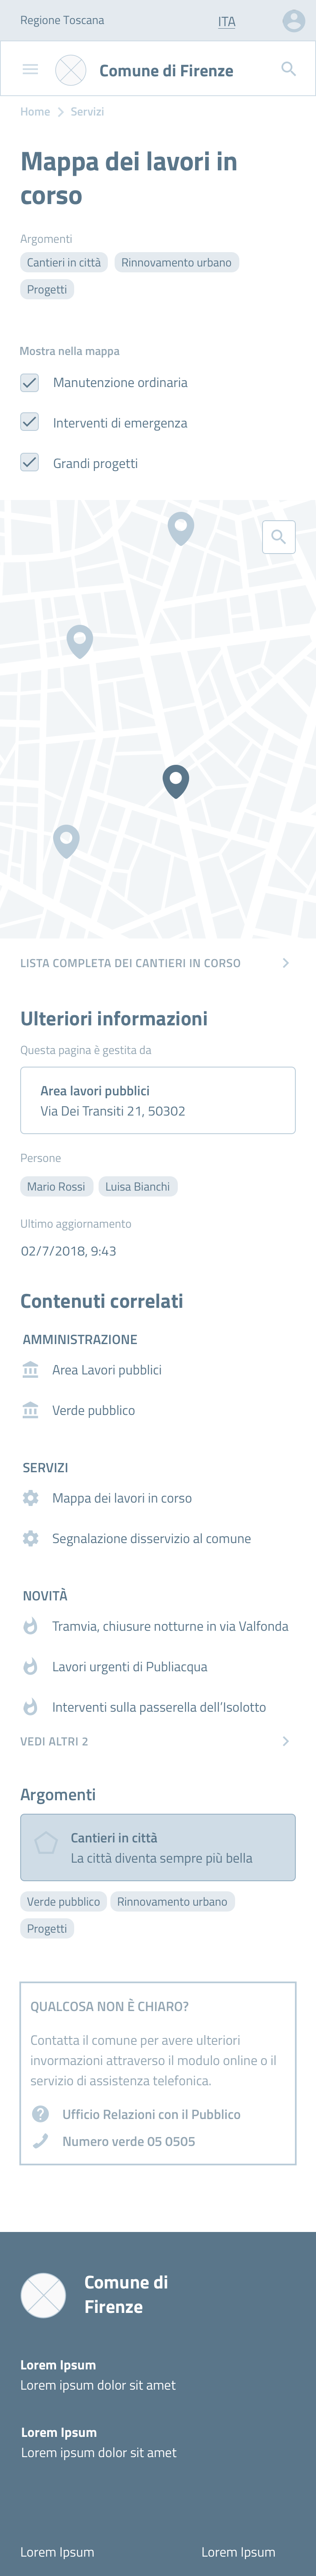 Regione Toscana
ITA
Comune di Firenze
Home
Servizi
Mappa dei lavori in
corso
Argomenti
Cantieri in città
Rinnovamento urbano
Progetti
Mostra nella mappa
Manutenzione ordinaria
Interventi di emergenza
Grandi progetti
LISTA COMPLETA DEI CANTIERI IN CORSO
Ulteriori informazioni
Questa pagina è gestita da
Area lavori pubblici
Via Dei Transiti 21, 50302
Persone
Mario Rossi
Luisa Bianchi
Ultimo aggiornamento
02/7/2018, 9:43
Contenuti correlati
AMMINISTRAZIONE
Area Lavori pubblici
Verde pubblico
SERVIZI
Mappa dei lavori in corso
Segnalazione disservizio al comune
NOVITÀ
Tramvia, chiusure notturne in via Valfonda
Lavori urgenti di Publiacqua
Interventi sulla passerella dell'Isolotto
VEDI ALTRI 2
Argomenti
Cantieri in città
La città diventa sempre più bella
Verde pubblico
Rinnovamento urbano
Progetti
QUALCOSA NON È CHIARO?
Contatta il comune per avere ulteriori
invormazioni attraverso il modulo online o il
servizio di assistenza telefonica.
Ufficio Relazioni con il Pubblico
Numero verde 05 0505
Comune di
Firenze
Lorem Ipsum
Lorem ipsum dolor sit amet
Lorem Ipsum
Lorem ipsum dolor sit amet
Lorem Ipsum
Lorem Ipsum